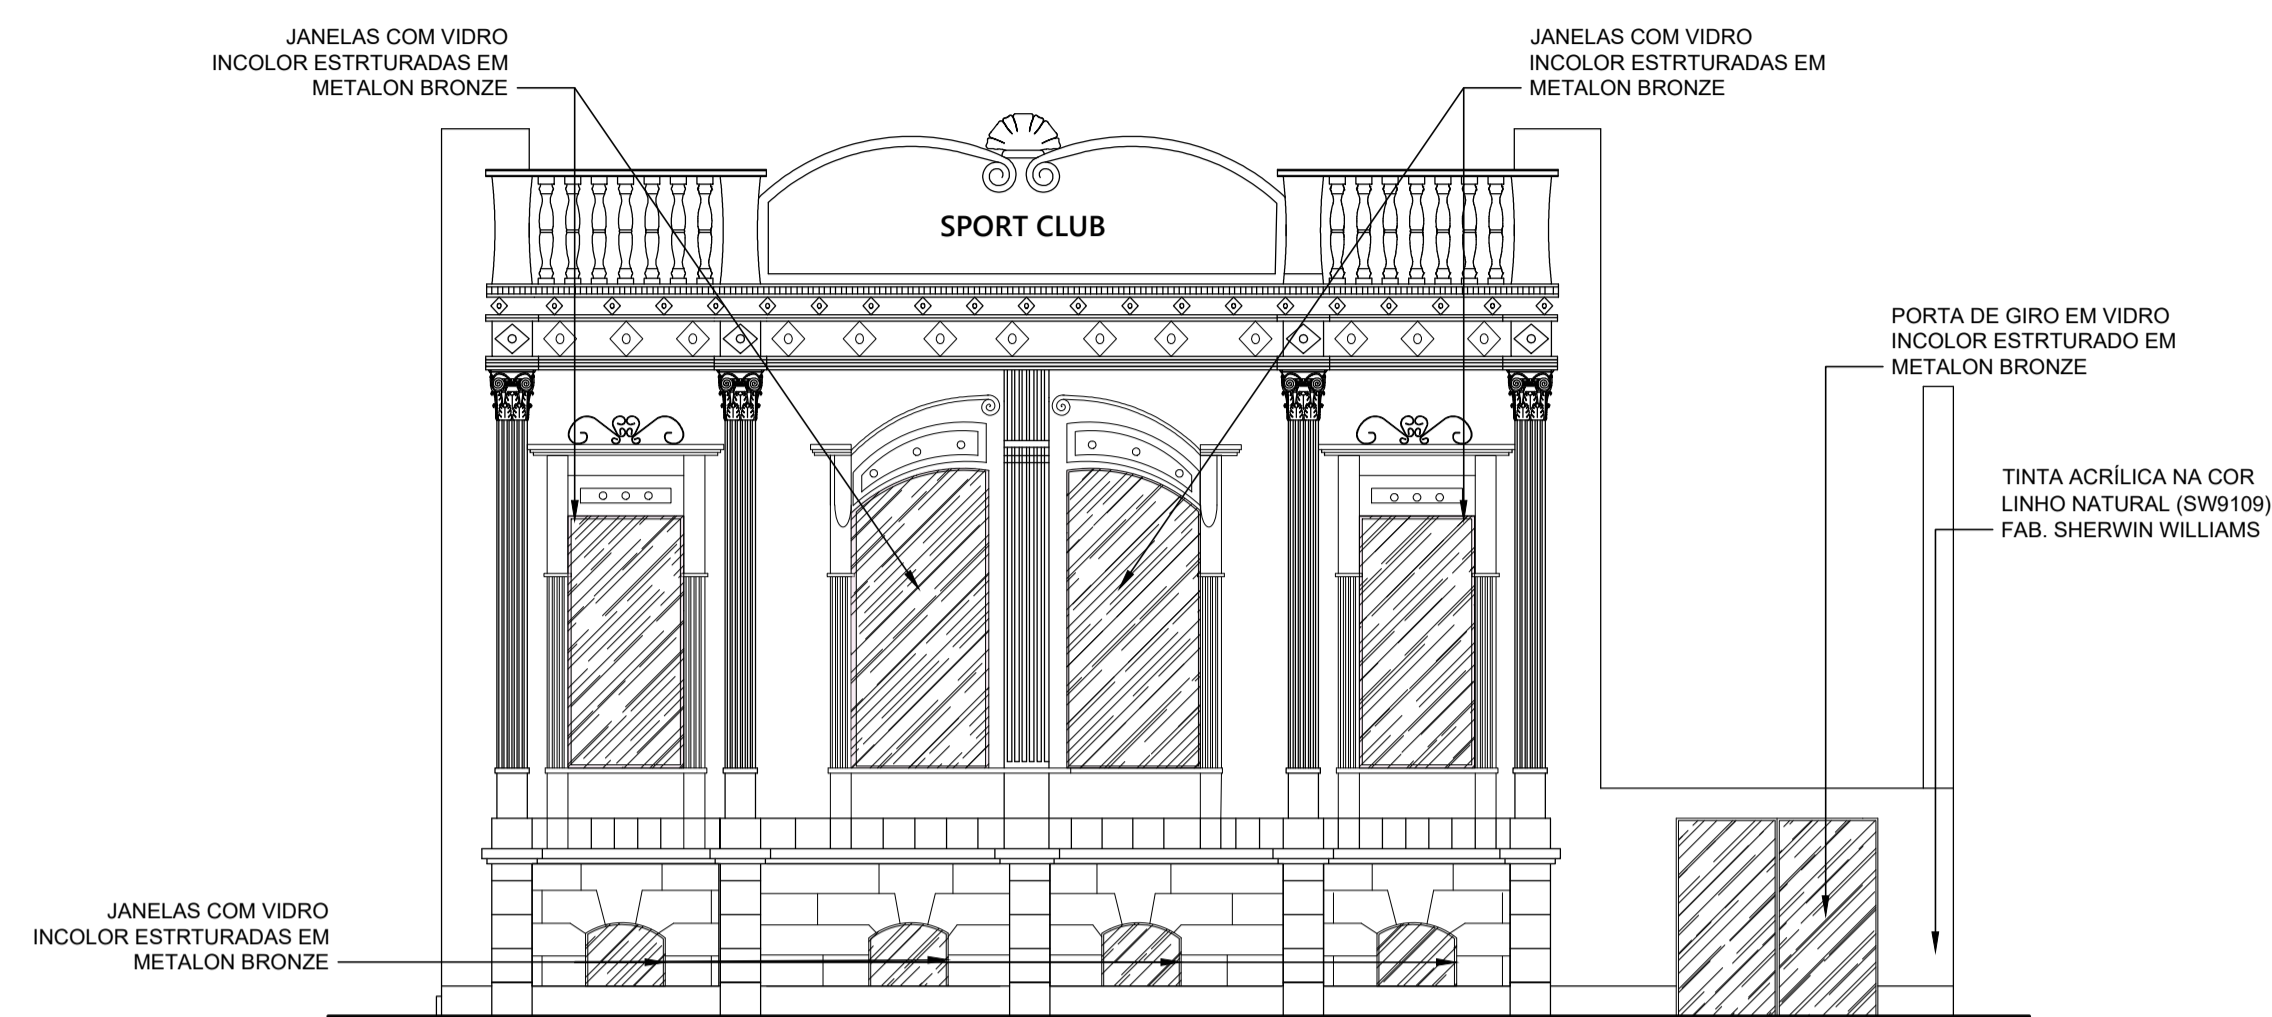 JANELAS COM VIDRO
INCOLOR ESTRTURADAS EM
METALON BRONZE
JANELAS COM VIDRO
INCOLOR ESTRTURADAS EM
METALON BRONZE
SPORT CLUB
PORTA DE GIRO EM VIDRO
INCOLOR ESTRTURADO EM
METALON BRONZE
TINTA ACRÍLICA NA COR
LINHO NATURAL (SW9109)
FAB. SHERWIN WILLIAMS
JANELAS COM VIDRO
INCOLOR ESTRTURADAS EM
METALON BRONZE